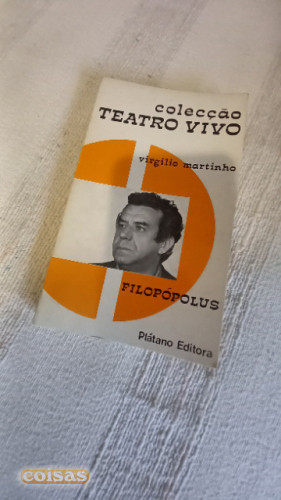 colecção
TEATRO VIVO
virgílio martinho
FILOPÓPOLUS
Plátano Editora
coisas